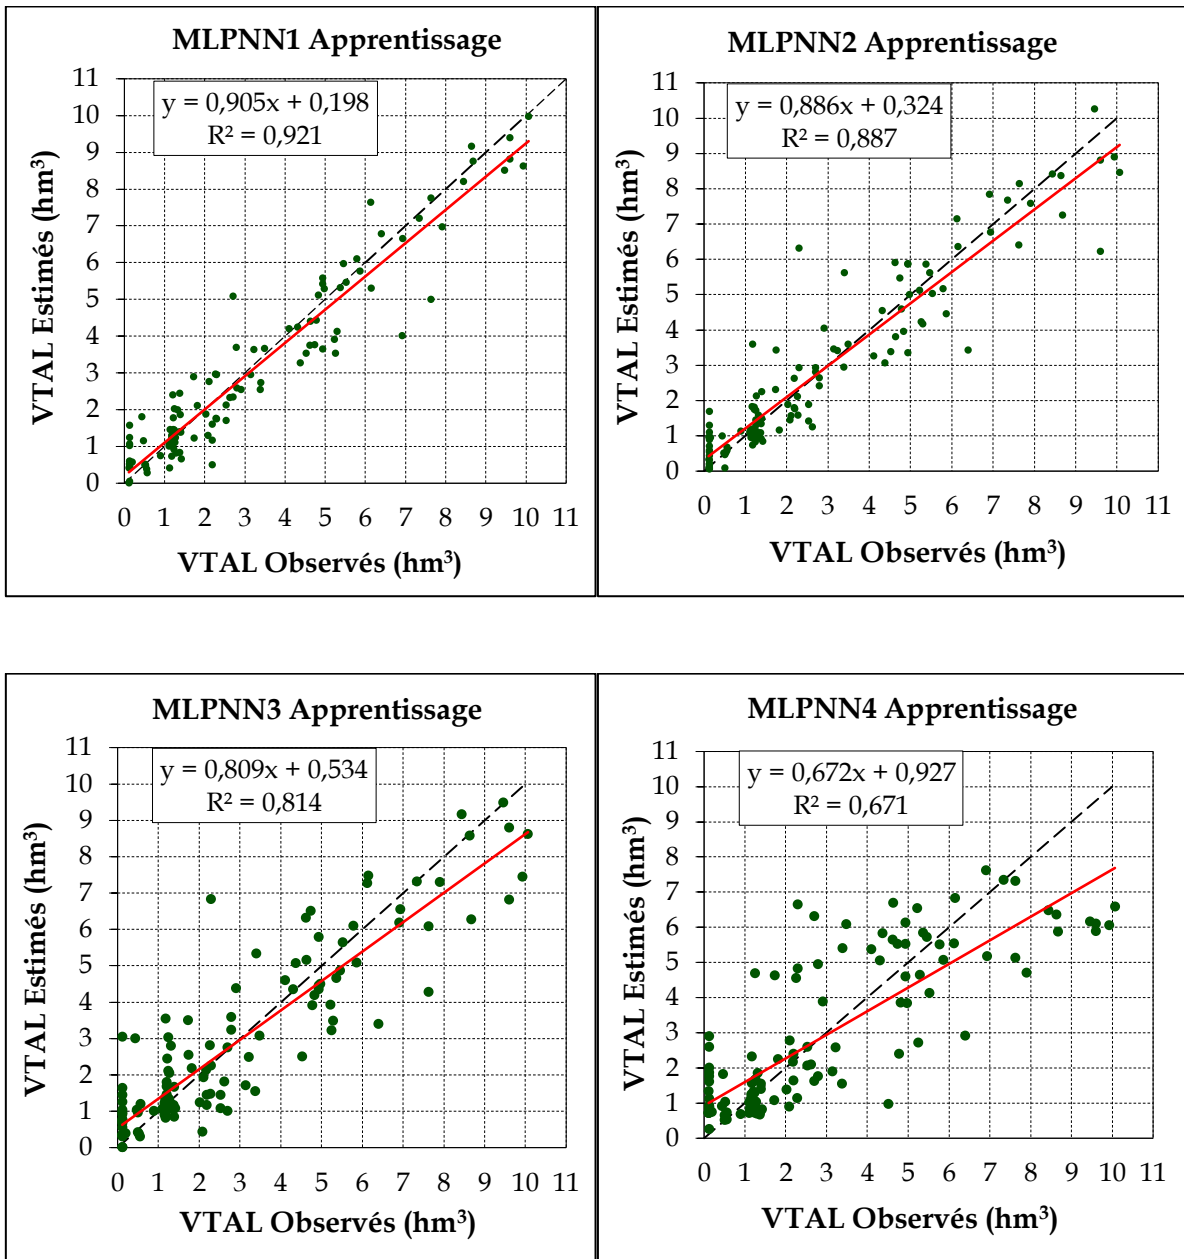 MLPNN1 Apprentissage
y = 0,905x + 0,198
R² = 0,921
11
10
9
8
7
6
5
4
3
2
1
0
VTAL Estimés (hm³)
0 1 2 3 4 5 6 7 8 9 10 11
VTAL Observés (hm³)
MLPNN2 Apprentissage
y = 0,886x + 0,324
R² = 0,887
11
10
9
8
7
6
5
4
3
2
1
0
VTAL Estimés (hm³)
0 1 2 3 4 5 6 7 8 9 10 11
VTAL Observés (hm³)
MLPNN3 Apprentissage
y = 0,809x + 0,534
R² = 0,814
11
10
9
8
7
6
5
4
3
2
1
0
VTAL Estimés (hm³)
0 1 2 3 4 5 6 7 8 9 10 11
VTAL Observés (hm³)
MLPNN4 Apprentissage
y = 0,672x + 0,927
R² = 0,671
11
10
9
8
7
6
5
4
3
2
1
0
VTAL Estimés (hm³)
0 1 2 3 4 5 6 7 8 9 10 11
VTAL Observés (hm³)